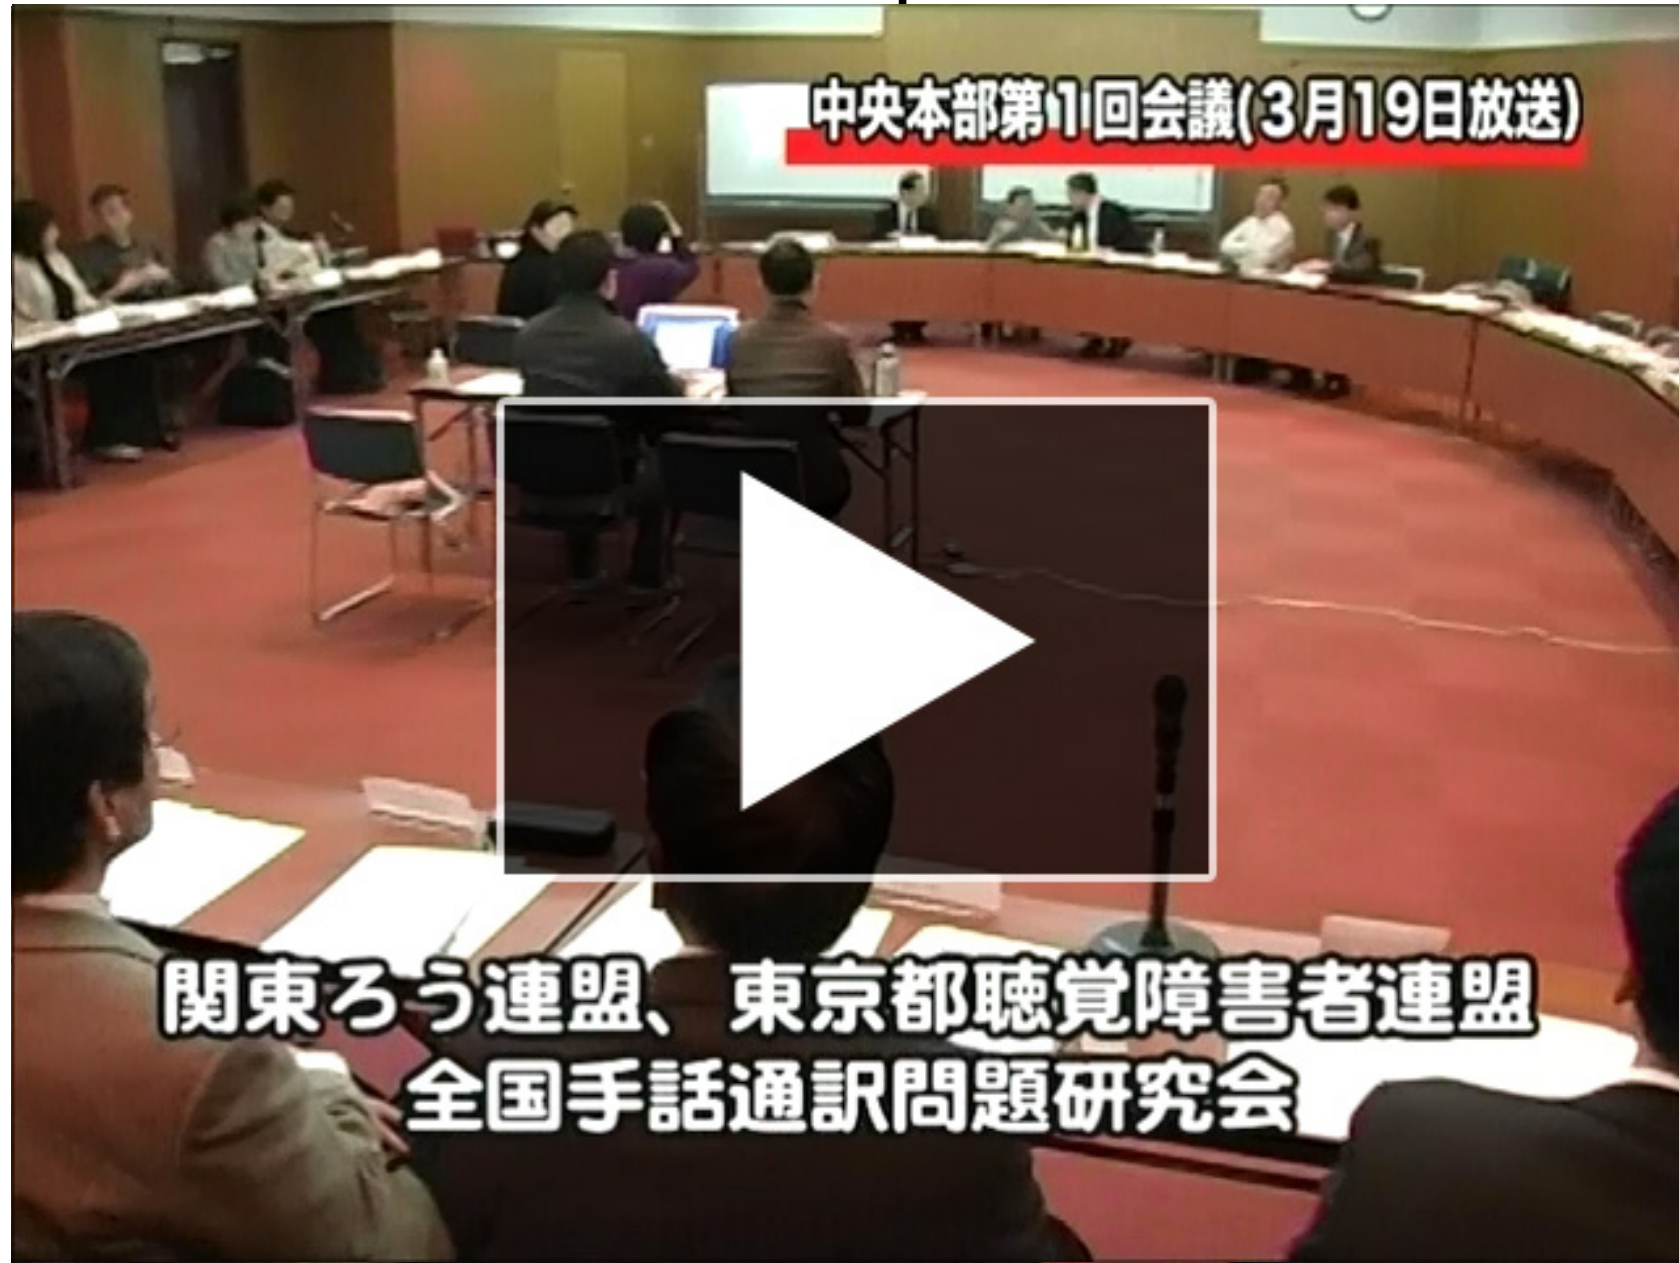 中央本部第1回会議(3月19日放送)
関東ろう連盟、東京都聴覚障害者連盟
全国手話通訳問題研究会